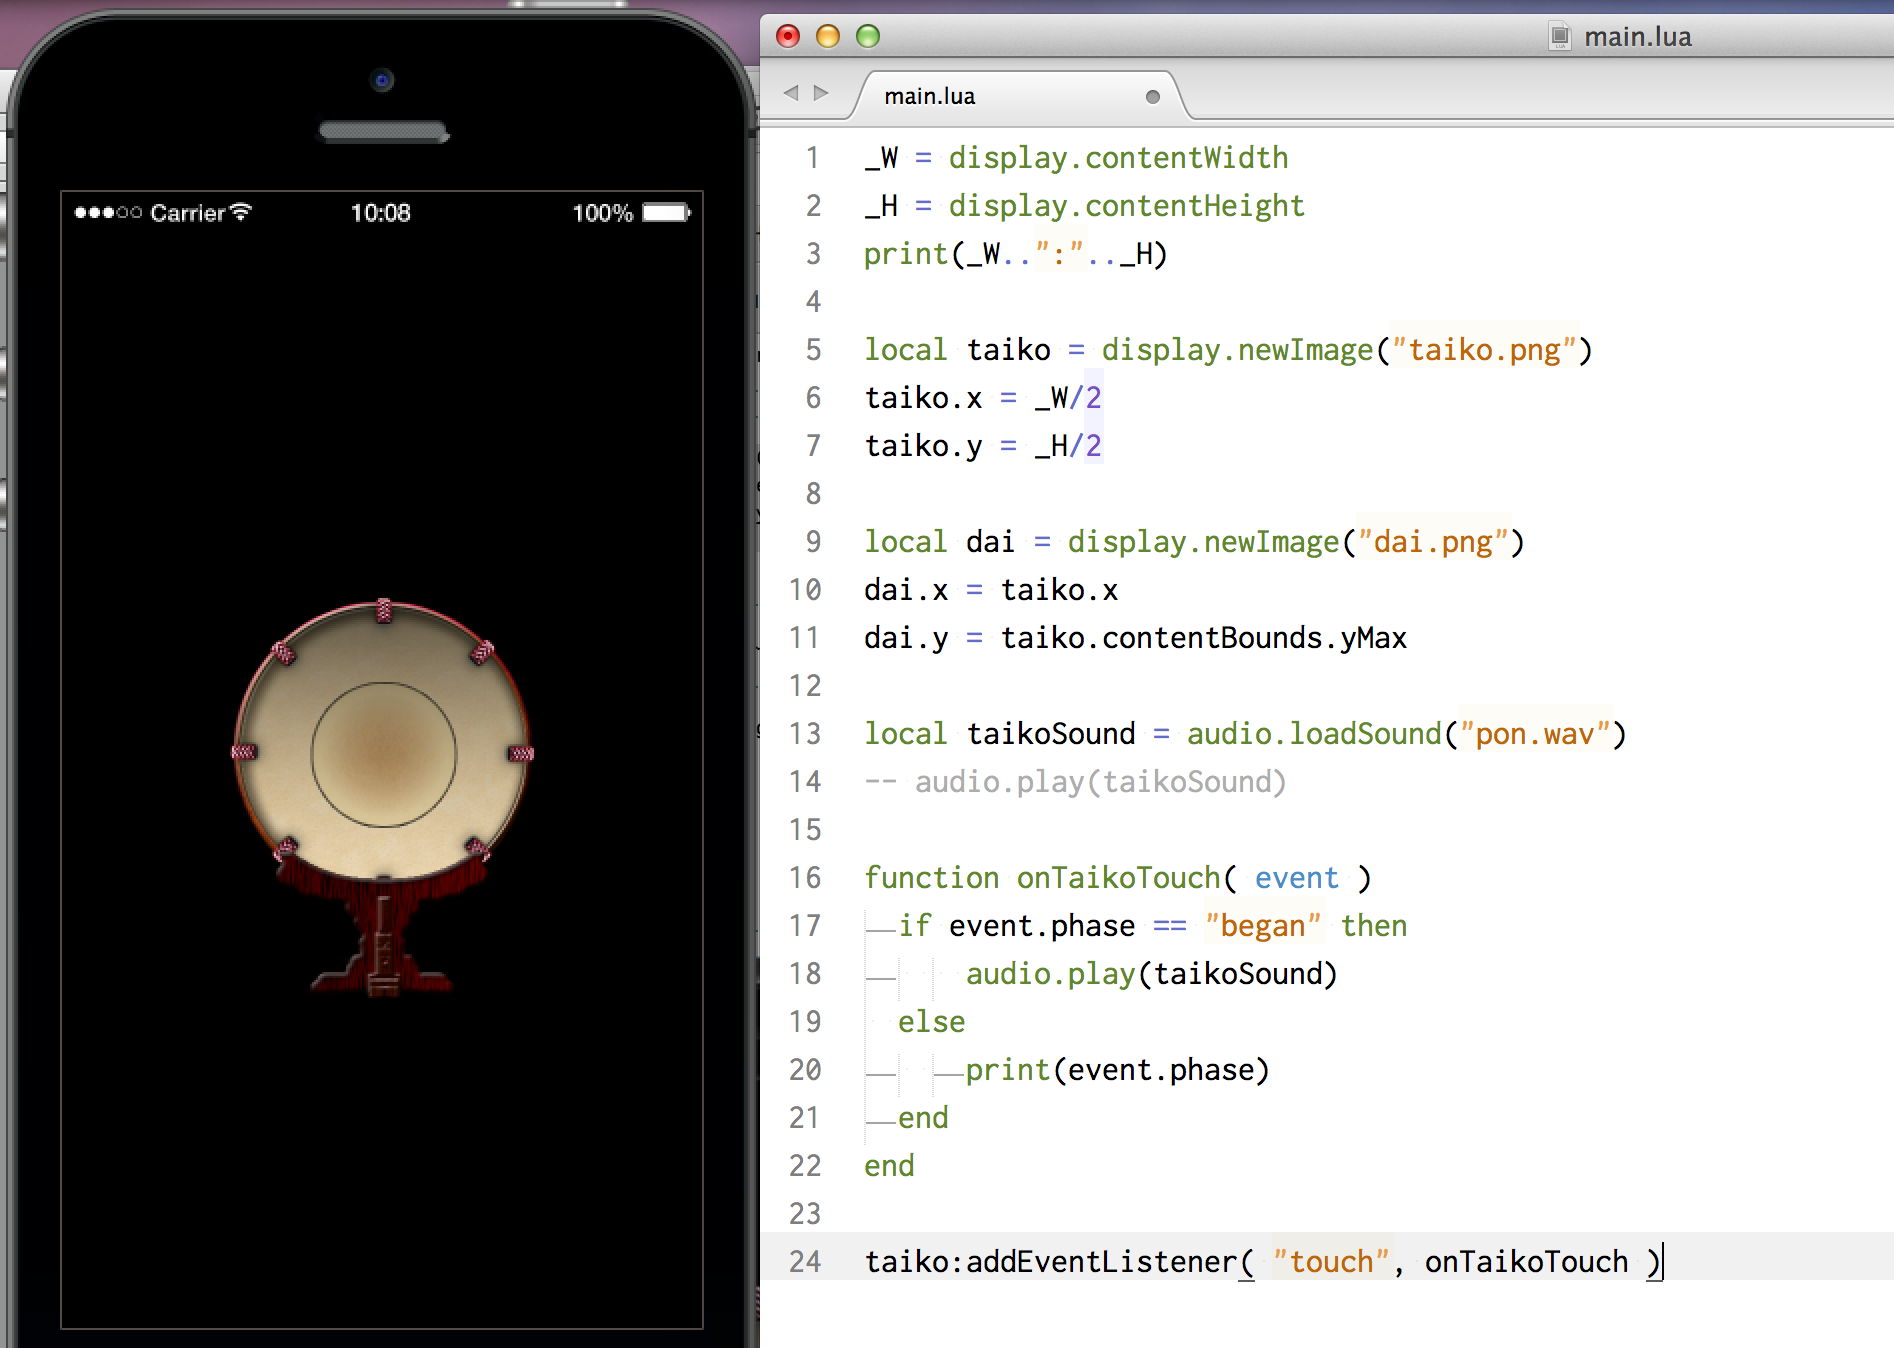 Carrier 10:08 100%
main.lua
main.lua
1 _W = display.contentWidth
2 _H = display.contentHeight
3 print(_W..":".._H)
4
5 local taiko = display.newImage("taiko.png")
6 taiko.x = _W/2
7 taiko.y = _H/2
8
9 local dai = display.newImage("dai.png")
10 dai.x = taiko.x
11 dai.y = taiko.contentBounds.yMax
12
13 local taikoSound = audio.loadSound("pon.wav")
14 -- audio.play(taikoSound)
15
16 function onTaikoTouch( event )
17 if event.phase == "began" then
18 audio.play(taikoSound)
19 else
20 print(event.phase)
21 end
22 end
23
24 taiko:addEventListener( "touch", onTaikoTouch )